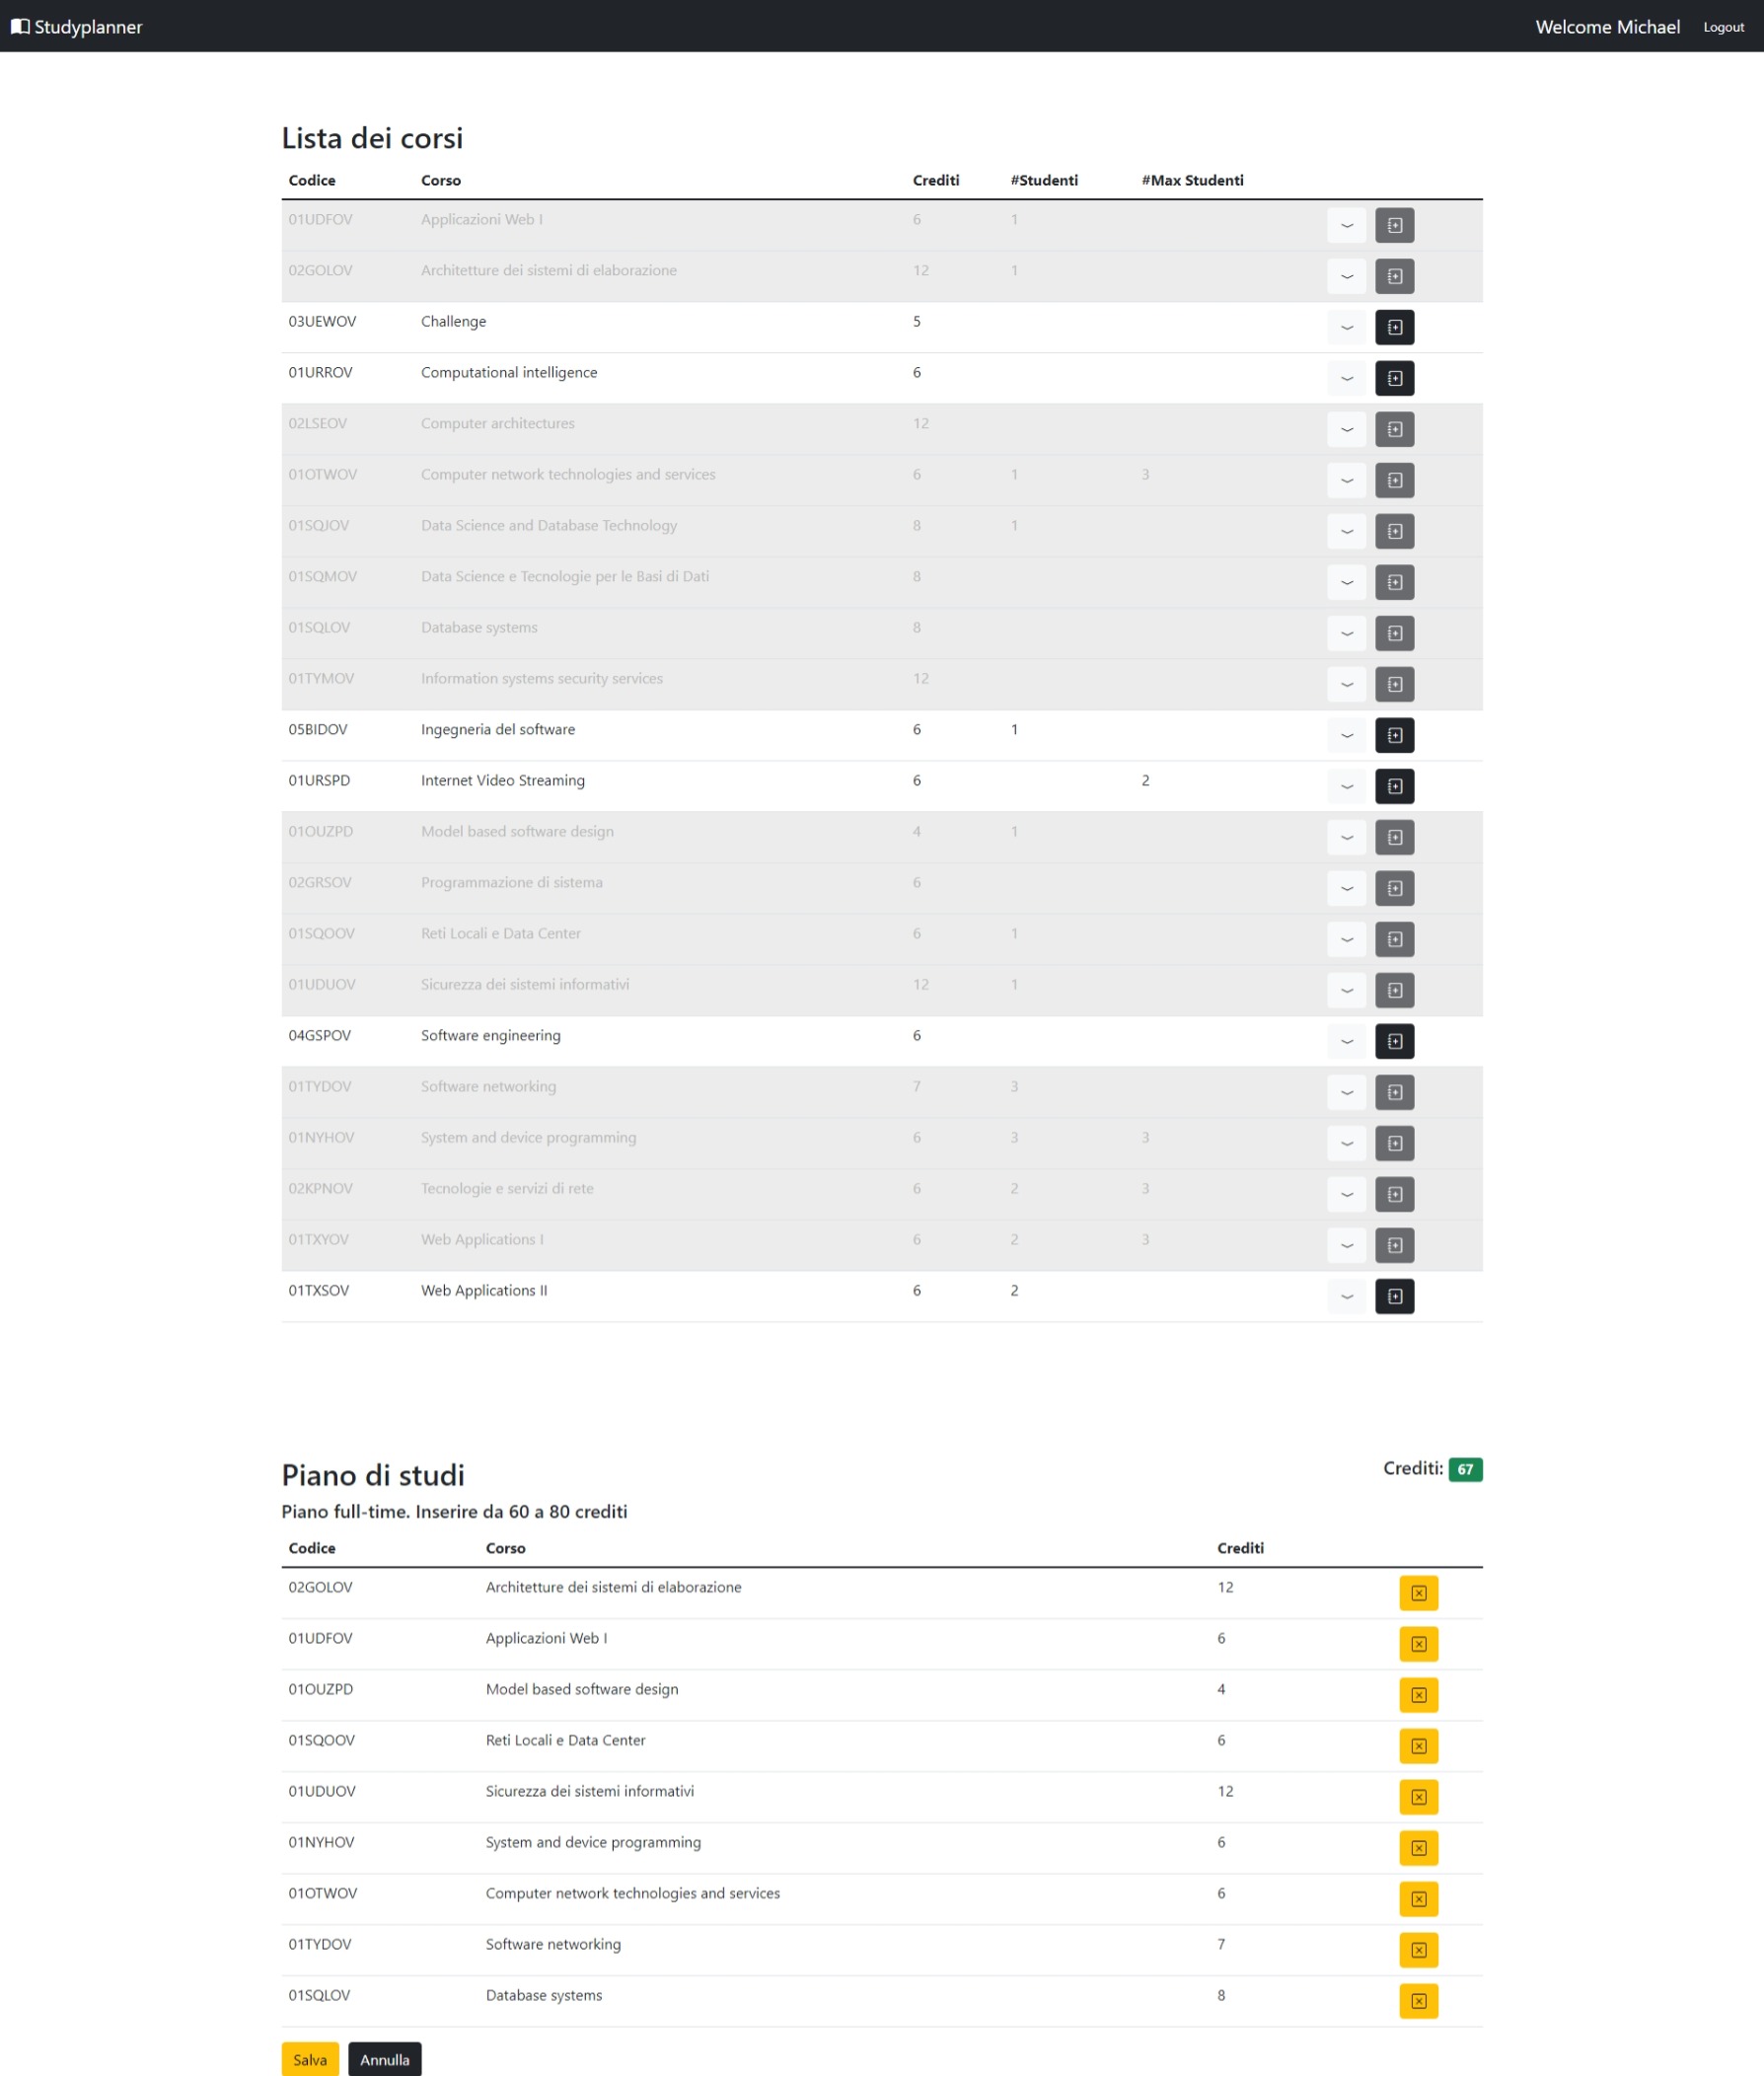 Studyplanner Welcome Michael Logout
Lista dei corsi
Codice Corso Crediti #Studenti #Max Studenti
01UDFOV Applicazioni Web I 6 1
02GOLOV Architetture dei sistemi di elaborazione 12 1
03UEWOV Challenge 5
01URROV Computational intelligence 6
02LSEOV Computer architectures 12
01OTWOV Computer network technologies and services 6 1 3
01SQJOV Data Science and Database Technology 8 1
01SQMOV Data Science e Tecnologie per le Basi di Dati 8
01SQLOV Database systems 8
01TYMOV Information systems security services 12
05BIDOV Ingegneria del software 6 1
01URSPD Internet Video Streaming 6 2
01OUZPD Model based software design 4 1
02GRSOV Programmazione di sistema 6
01SQOOV Reti Locali e Data Center 6 1
01UDUOV Sicurezza dei sistemi informativi 12 1
04GSPOV Software engineering 6
01TYDOV Software networking 7 3
01NYHOV System and device programming 6 3 3
02KPNOV Tecnologie e servizi di rete 6 2 3
01TXYOV Web Applications I 6 2 3
01TXSOV Web Applications II 6 2
Piano di studi Crediti: 67
Piano full-time. Inserire da 60 a 80 crediti
Codice Corso Crediti
02GOLOV Architetture dei sistemi di elaborazione 12
01UDFOV Applicazioni Web I 6
01OUZPD Model based software design 4
01SQOOV Reti Locali e Data Center 6
01UDUOV Sicurezza dei sistemi informativi 12
01NYHOV System and device programming 6
01OTWOV Computer network technologies and services 6
01TYDOV Software networking 7
01SQLOV Database systems 8
Salva Annulla